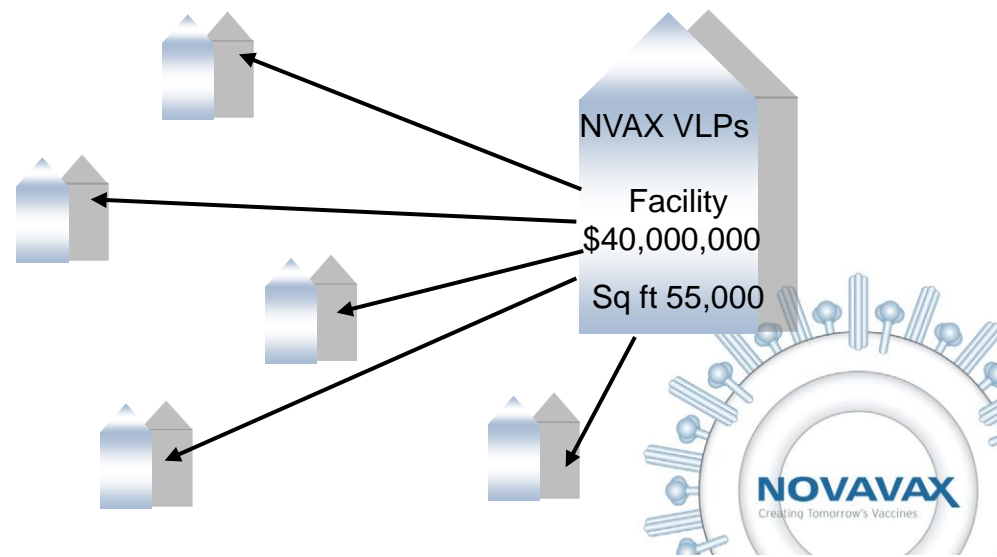 NVAX VLPs
Facility
$40,000,000
Sq ft 55,000
NOVAVAX
Creating Tomorrow's Vaccines